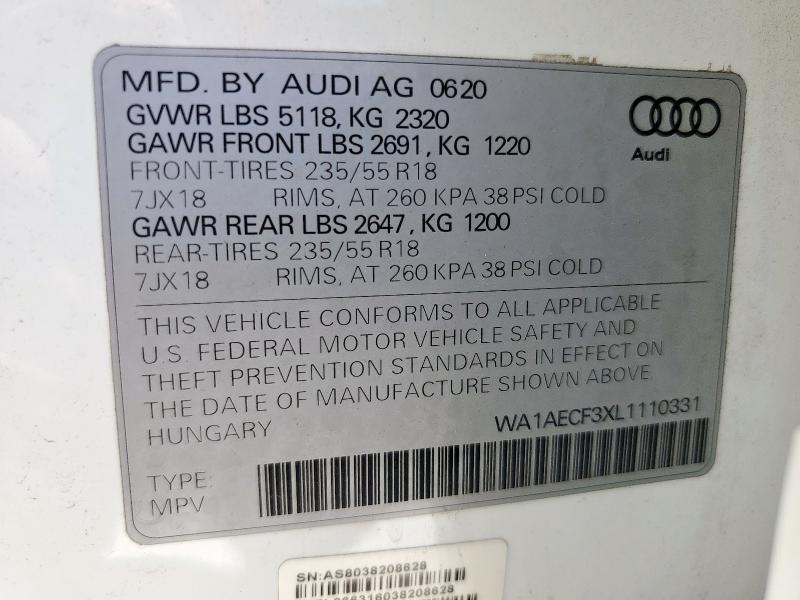 MFD. BY AUDI AG 0620
GVWR LBS 5118, KG 2320
GAWR FRONT LBS 2691, KG 1220
FRONT-TIRES 235/55 R18
7JX18 RIMS, AT 260 KPA 38 PSI COLD
GAWR REAR LBS 2647, KG 1200
REAR-TIRES 235/55 R18
7JX18 RIMS, AT 260 KPA 38 PSI COLD
Audi
THIS VEHICLE CONFORMS TO ALL APPLICABLE
U.S. FEDERAL MOTOR VEHICLE SAFETY AND
THEFT PREVENTION STANDARDS IN EFFECT ON
THE DATE OF MANUFACTURE SHOWN ABOVE.
HUNGARY WA1AECF3XL1110331
TYPE:
MPV
SN:AS8038208628